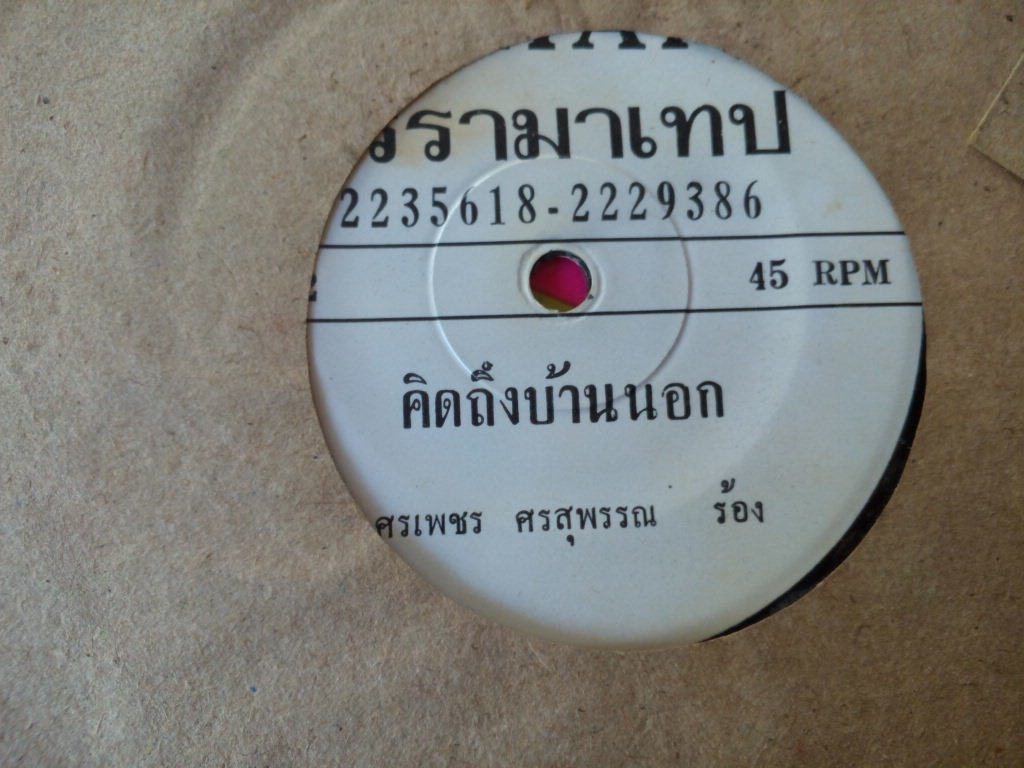 รามาเทป
2235618-2229386
45 RPM
คิดถึงบ้านนอก
ศรเพชร ศรสุพรรณ ร้อง